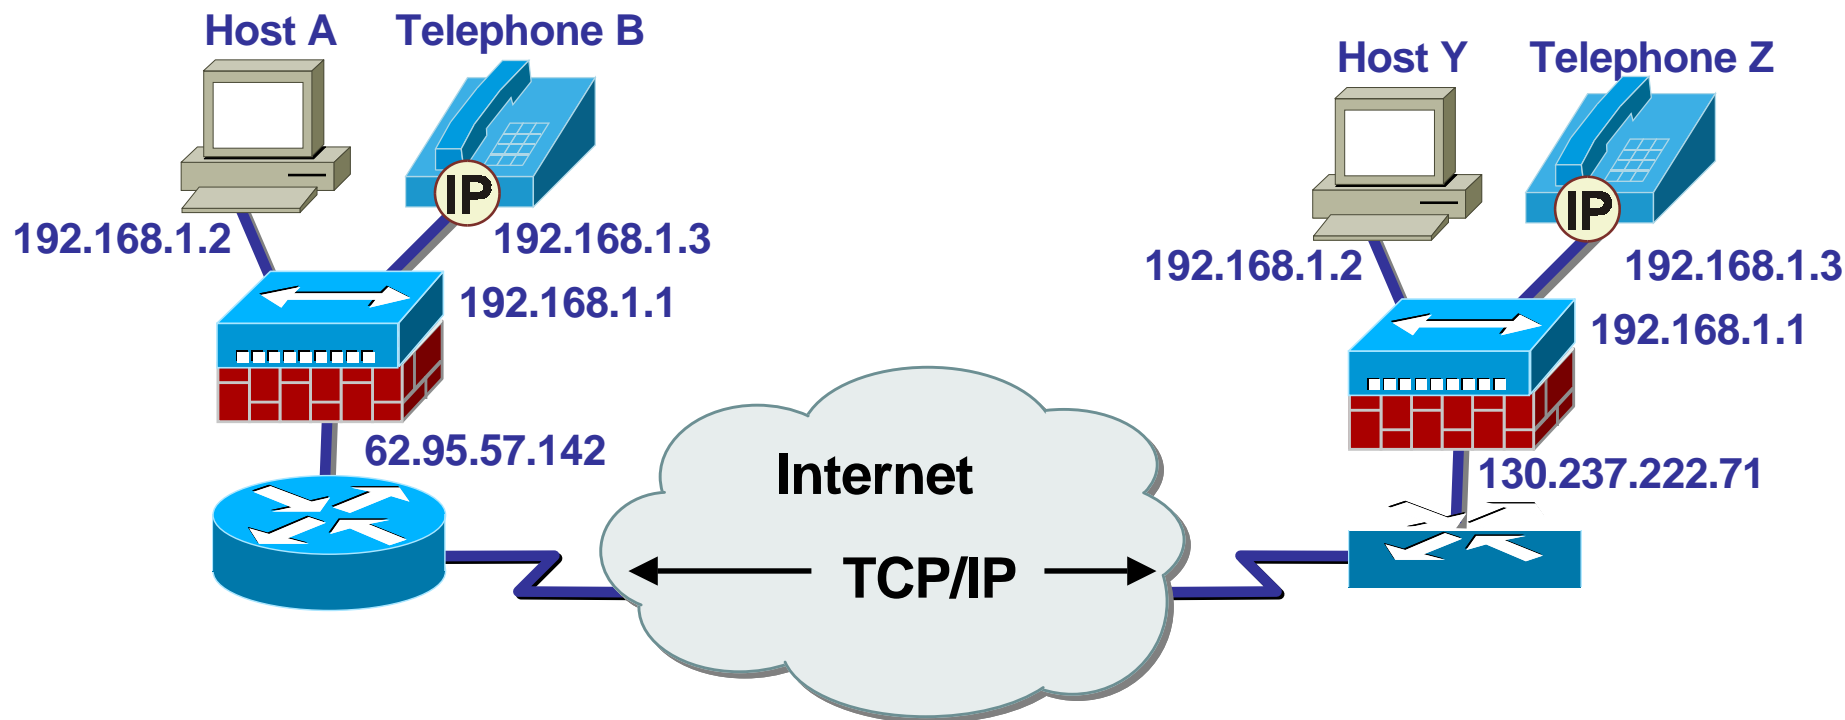 Host A
Telephone B
IP
192.168.1.2
192.168.1.3
192.168.1.1
62.95.57.142
Internet
TCP/IP
Host Y
Telephone Z
IP
192.168.1.2
192.168.1.3
192.168.1.1
130.237.222.71